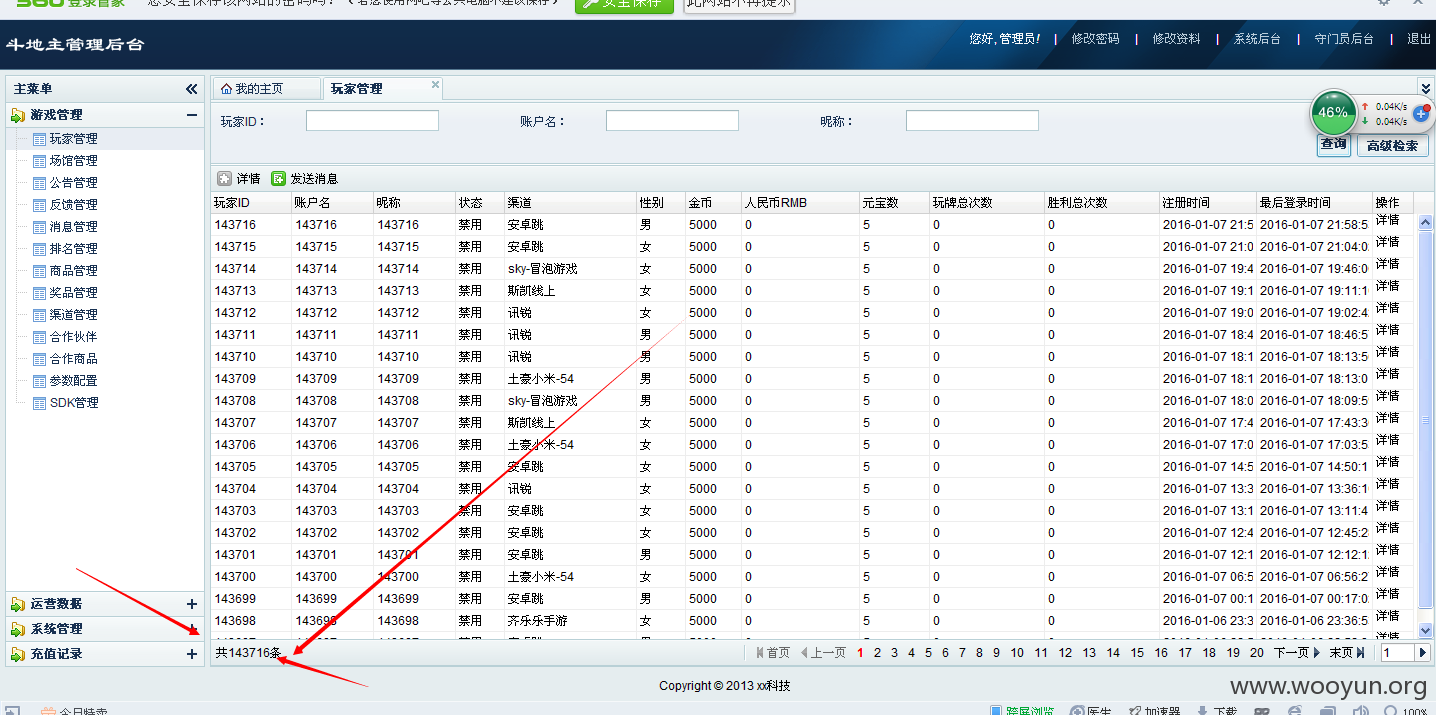 360登录管家 您要安全保存该网站的密码吗？（若您使用网吧等公共电脑不建议保存） 安全保存 此网站不再提示
斗地主管理后台 您好,管理员! | 修改密码 | 修改资料 | 系统后台 | 守门员后台 | 退出
主菜单 我的主页 玩家管理
游戏管理
玩家ID： 账户名： 昵称：
46% 0.04K/s
0.04K/s
查询 高级检索
玩家管理
场馆管理
公告管理
反馈管理
消息管理
排名管理
商品管理
奖品管理
渠道管理
合作伙伴
合作商品
参数配置
SDK管理
运营数据
系统管理
充值记录
详情 发送消息
玩家ID 账户名 昵称 状态 渠道 性别 金币 人民币RMB 元宝数 玩牌总次数 胜利总次数 注册时间 最后登录时间 操作
143716 143716 143716 禁用 安卓跳 男 5000 0 5 0 0 2016-01-07 21:5 2016-01-07 21:58:5 详情
143715 143715 143715 禁用 安卓跳 女 5000 0 5 0 0 2016-01-07 21:0 2016-01-07 21:04:0 详情
143714 143714 143714 禁用 sky-冒泡游戏 女 5000 0 5 0 0 2016-01-07 19:4 2016-01-07 19:46:0 详情
143713 143713 143713 禁用 斯凯线上 女 5000 0 5 0 0 2016-01-07 19:1 2016-01-07 19:11:1 详情
143712 143712 143712 禁用 讯锐 女 5000 0 5 0 0 2016-01-07 19:0 2016-01-07 19:02:4 详情
143711 143711 143711 禁用 讯锐 男 5000 0 5 0 0 2016-01-07 18:4 2016-01-07 18:46:5 详情
143710 143710 143710 禁用 讯锐 男 5000 0 5 0 0 2016-01-07 18:1 2016-01-07 18:13:5 详情
143709 143709 143709 禁用 土豪小米-54 男 5000 0 5 0 0 2016-01-07 18:1 2016-01-07 18:13:0 详情
143708 143708 143708 禁用 sky-冒泡游戏 女 5000 0 5 0 0 2016-01-07 18:0 2016-01-07 18:09:5 详情
143707 143707 143707 禁用 斯凯线上 女 5000 0 5 0 0 2016-01-07 17:4 2016-01-07 17:43:3 详情
143706 143706 143706 禁用 土豪小米-54 女 5000 0 5 0 0 2016-01-07 17:0 2016-01-07 17:03:5 详情
143705 143705 143705 禁用 安卓跳 女 5000 0 5 0 0 2016-01-07 14:5 2016-01-07 14:50:1 详情
143704 143704 143704 禁用 讯锐 女 5000 0 5 0 0 2016-01-07 13:3 2016-01-07 13:36:1 详情
143703 143703 143703 禁用 安卓跳 女 5000 0 5 0 0 2016-01-07 13:1 2016-01-07 13:11:4 详情
143702 143702 143702 禁用 安卓跳 女 5000 0 5 0 0 2016-01-07 12:4 2016-01-07 12:45:2 详情
143701 143701 143701 禁用 安卓跳 男 5000 0 5 0 0 2016-01-07 12:1 2016-01-07 12:12:1 详情
143700 143700 143700 禁用 土豪小米-54 女 5000 0 5 0 0 2016-01-07 06:5 2016-01-07 06:56:2 详情
143699 143699 143699 禁用 安卓跳 男 5000 0 5 0 0 2016-01-07 00:1 2016-01-07 00:17:0 详情
143698 143698 143698 禁用 齐乐乐手游 女 5000 0 5 0 0 2016-01-06 23:3 2016-01-06 23:36:5 详情
共143716条 首页 上一页 1 2 3 4 5 6 7 8 9 10 11 12 13 14 15 16 17 18 19 20 下一页 末页 1
Copyright © 2013 xx科技
www.wooyun.org
今日特卖 跨屏浏览 医生 加速器 下载 100%